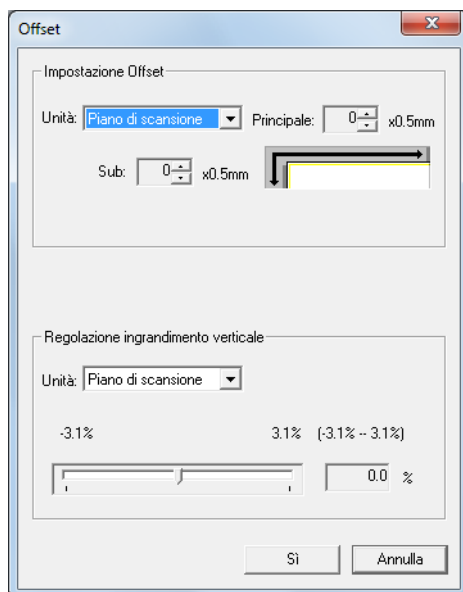 Offset
Impostazione Offset
Unità: Piano di scansione Principale: 0 x0.5mm
Sub: 0 x0.5mm
Regolazione ingrandimento verticale
Unità: Piano di scansione
-3.1% 3.1% (-3.1% -- 3.1%)
0.0 %
Sì Annulla